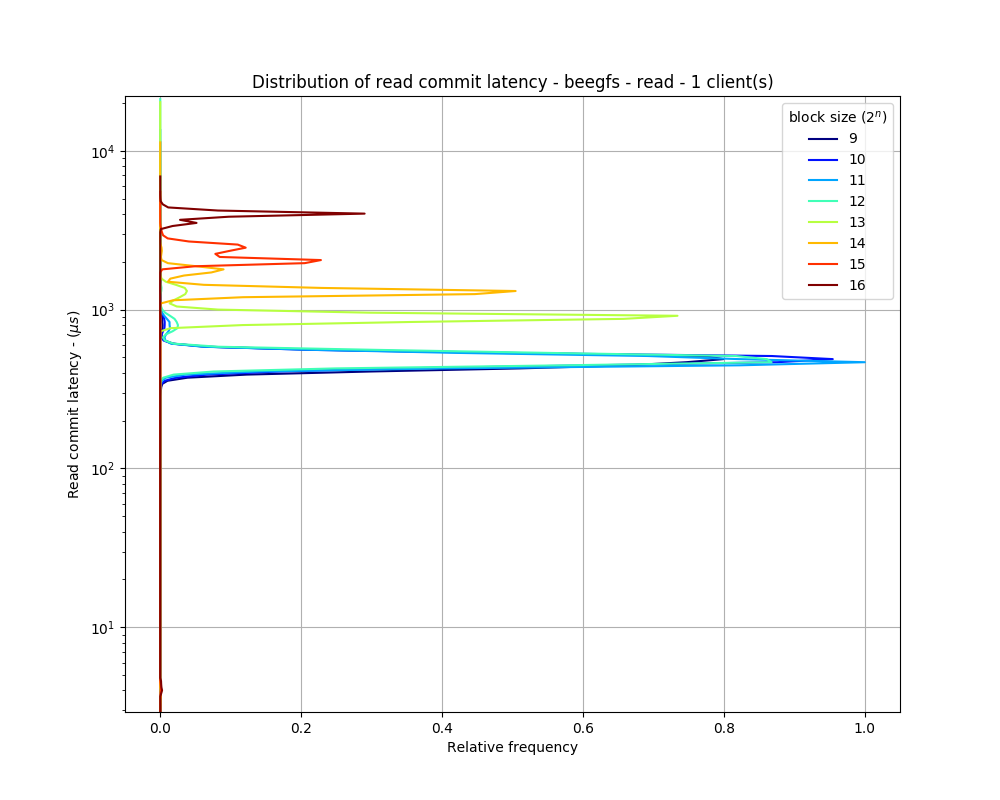 Distribution of read commit latency - beegfs - read - 1 client(s)
block size (2ⁿ)
9
10
11
12
13
14
15
16
Read commit latency - (μs)
10⁴
10³
10²
10¹
0.0 0.2 0.4 0.6 0.8 1.0
Relative frequency